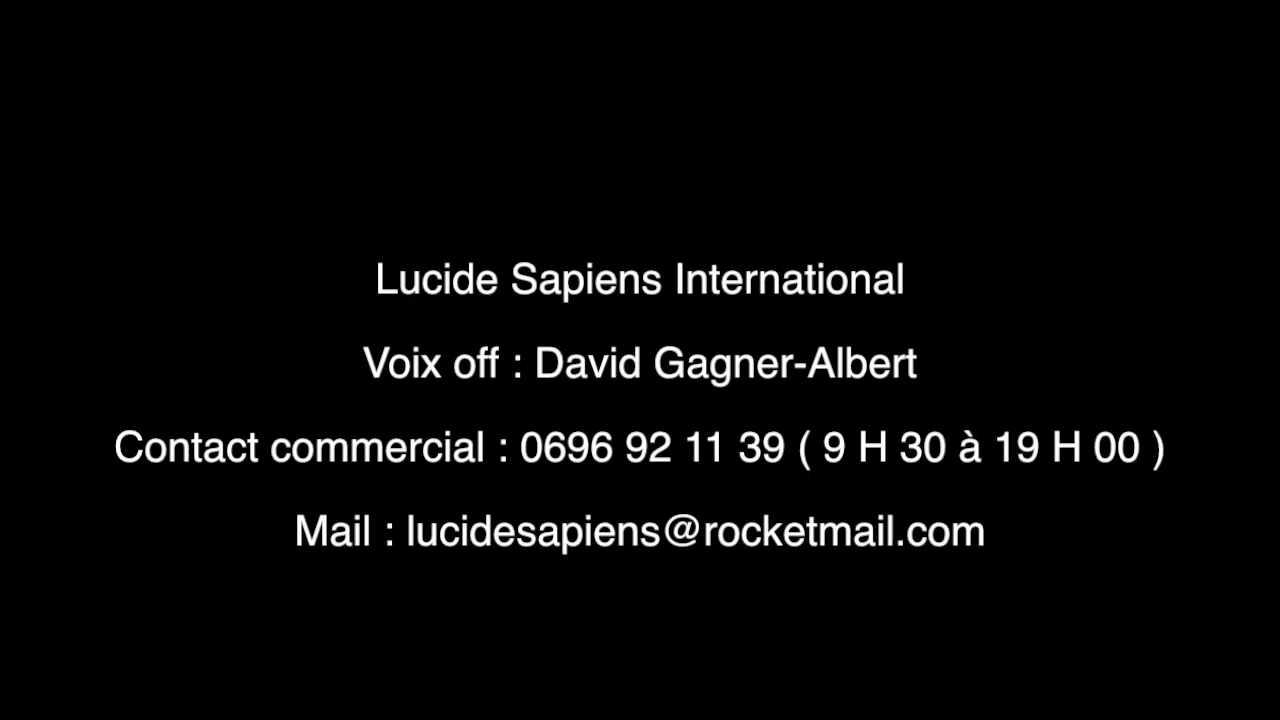 Lucide Sapiens International
Voix off : David Gagner-Albert
Contact commercial : 0696 92 11 39 ( 9 H 30 à 19 H 00 )
Mail : lucidesapiens@rocketmail.com